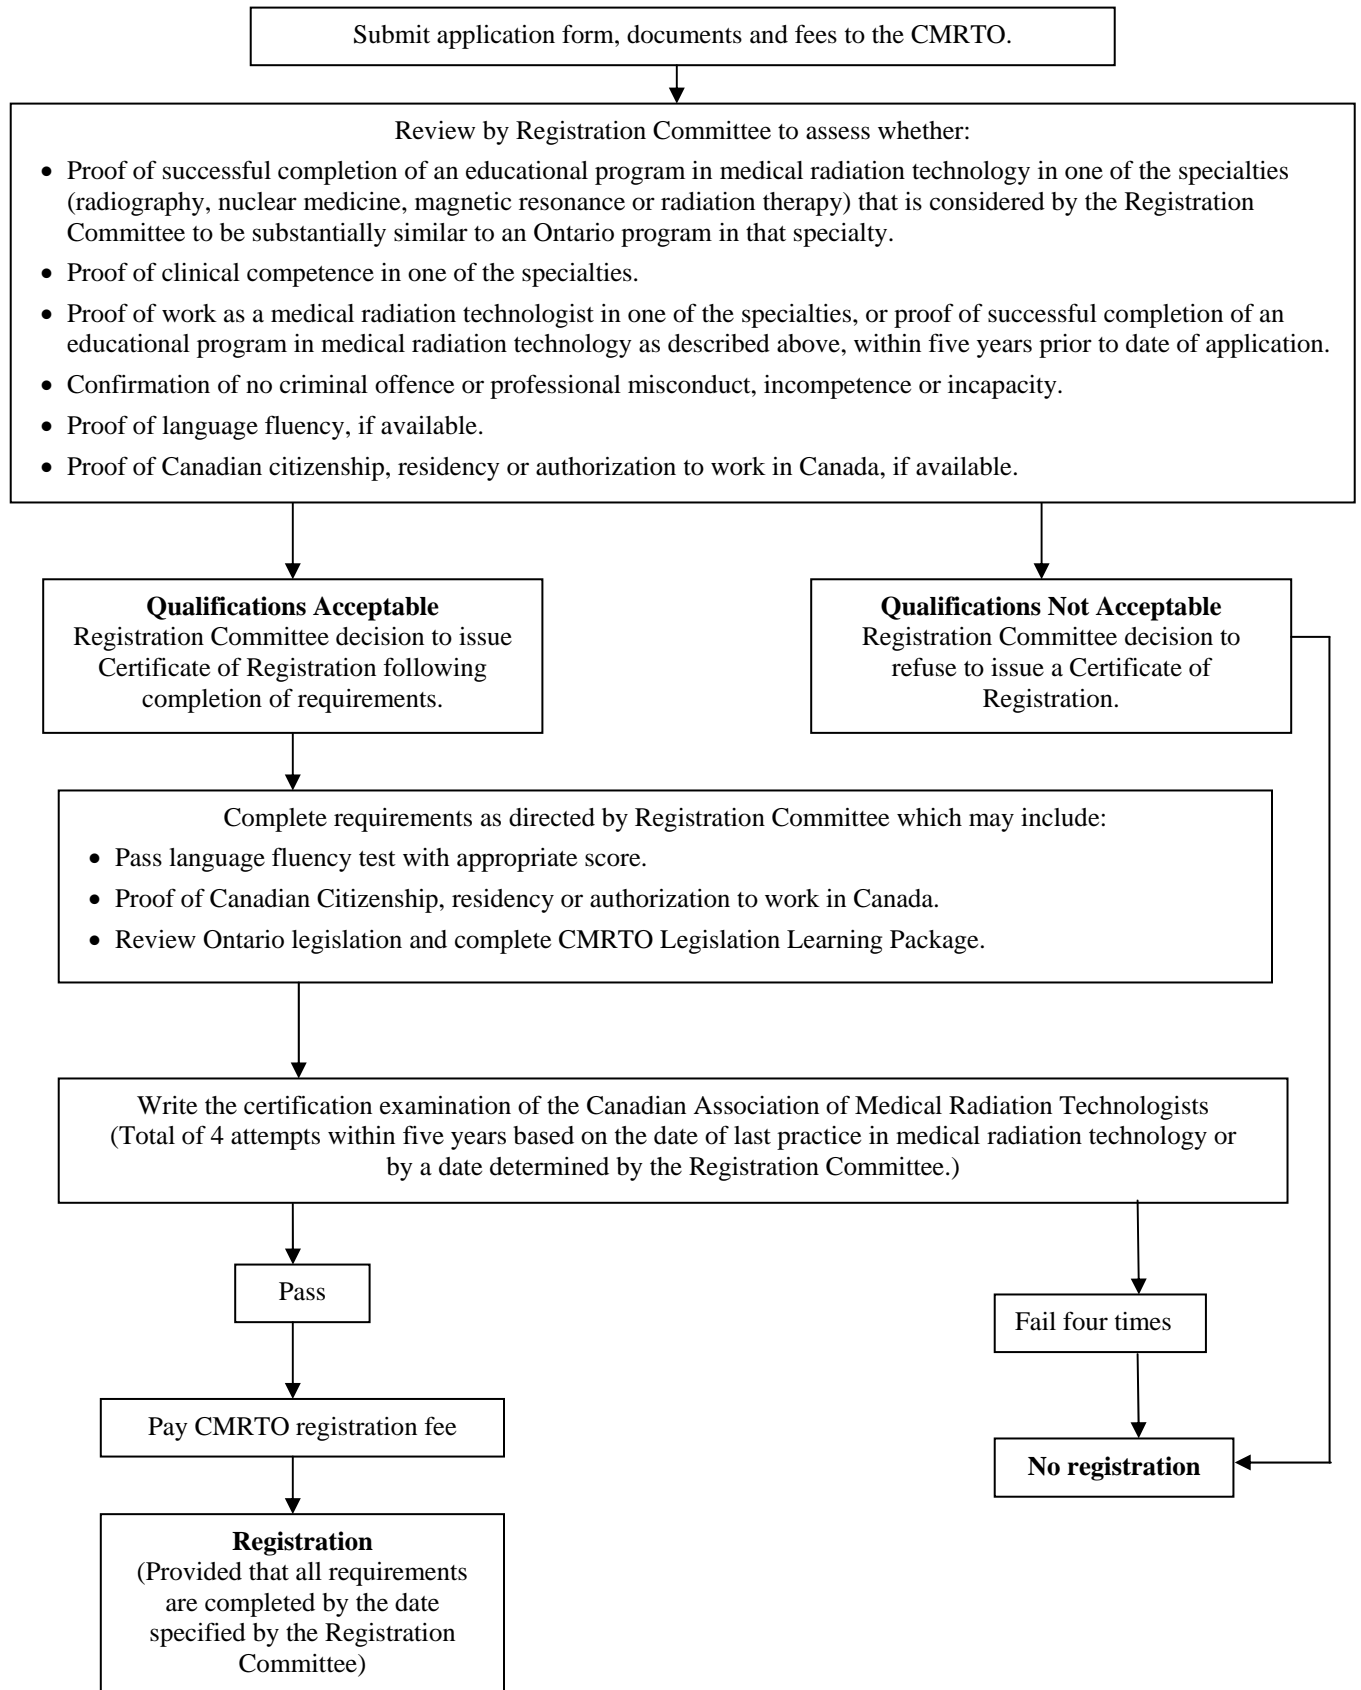 Submit application form, documents and fees to the CMRTO.
Review by Registration Committee to assess whether:
• Proof of successful completion of an educational program in medical radiation technology in one of the specialties
(radiography, nuclear medicine, magnetic resonance or radiation therapy) that is considered by the Registration
Committee to be substantially similar to an Ontario program in that specialty.
• Proof of clinical competence in one of the specialties.
• Proof of work as a medical radiation technologist in one of the specialties, or proof of successful completion of an
educational program in medical radiation technology as described above, within five years prior to date of application.
• Confirmation of no criminal offence or professional misconduct, incompetence or incapacity.
• Proof of language fluency, if available.
• Proof of Canadian citizenship, residency or authorization to work in Canada, if available.
Qualifications Acceptable
Registration Committee decision to issue
Certificate of Registration following
completion of requirements.
Qualifications Not Acceptable
Registration Committee decision to
refuse to issue a Certificate of
Registration.
Complete requirements as directed by Registration Committee which may include:
• Pass language fluency test with appropriate score.
• Proof of Canadian Citizenship, residency or authorization to work in Canada.
• Review Ontario legislation and complete CMRTO Legislation Learning Package.
Write the certification examination of the Canadian Association of Medical Radiation Technologists
(Total of 4 attempts within five years based on the date of last practice in medical radiation technology or
by a date determined by the Registration Committee.)
Pass
Fail four times
Pay CMRTO registration fee
No registration
Registration
(Provided that all requirements
are completed by the date
specified by the Registration
Committee)